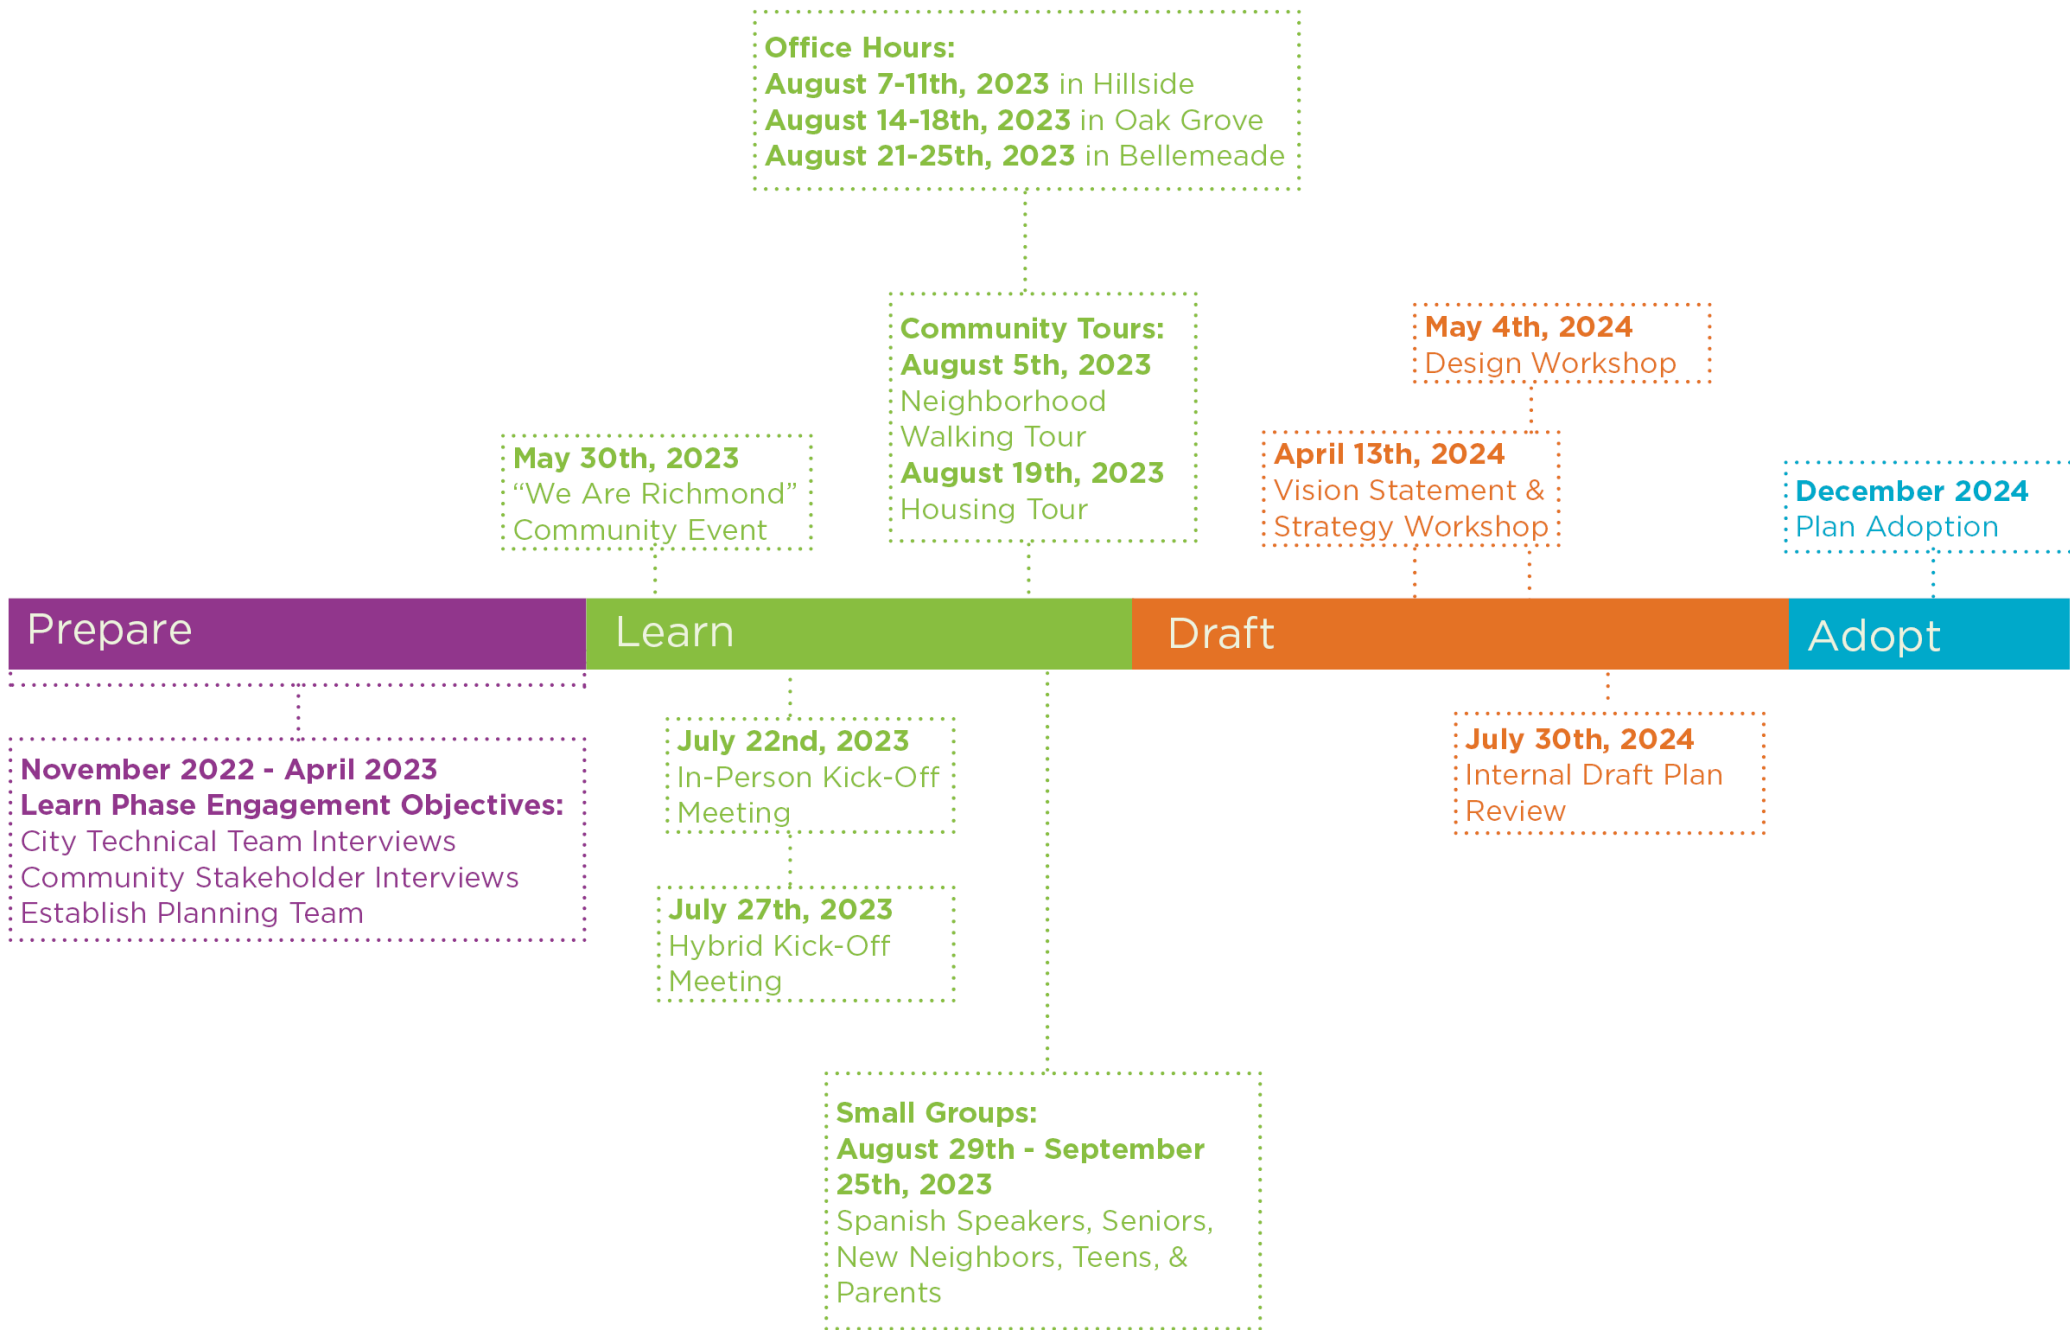 Office Hours:
August 7-11th, 2023 in Hillside
August 14-18th, 2023 in Oak Grove
August 21-25th, 2023 in Bellemeade
Community Tours:
August 5th, 2023
Neighborhood
Walking Tour
August 19th, 2023
Housing Tour
May 4th, 2024
Design Workshop
May 30th, 2023
“We Are Richmond”
Community Event
April 13th, 2024
Vision Statement &
Strategy Workshop
December 2024
Plan Adoption
Prepare
Learn
Draft
Adopt
November 2022 - April 2023
Learn Phase Engagement Objectives:
City Technical Team Interviews
Community Stakeholder Interviews
Establish Planning Team
July 22nd, 2023
In-Person Kick-Off
Meeting
July 27th, 2023
Hybrid Kick-Off
Meeting
July 30th, 2024
Internal Draft Plan
Review
Small Groups:
August 29th - September
25th, 2023
Spanish Speakers, Seniors,
New Neighbors, Teens, &
Parents